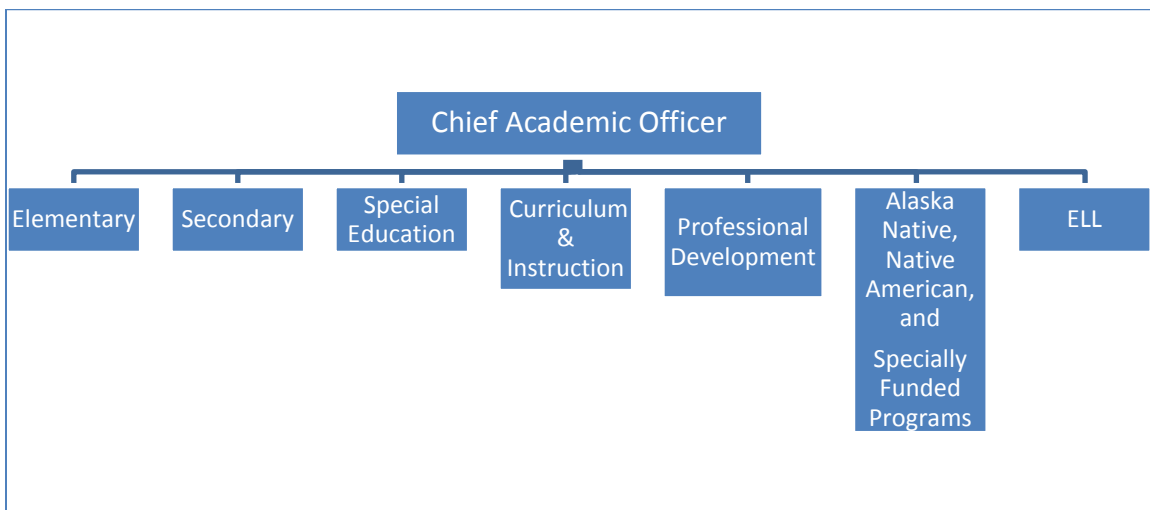 Chief Academic Officer
Elementary
Secondary
Special
Education
Curriculum
&
Instruction
Professional
Development
Alaska
Native,
Native
American,
and
Specially
Funded
Programs
ELL